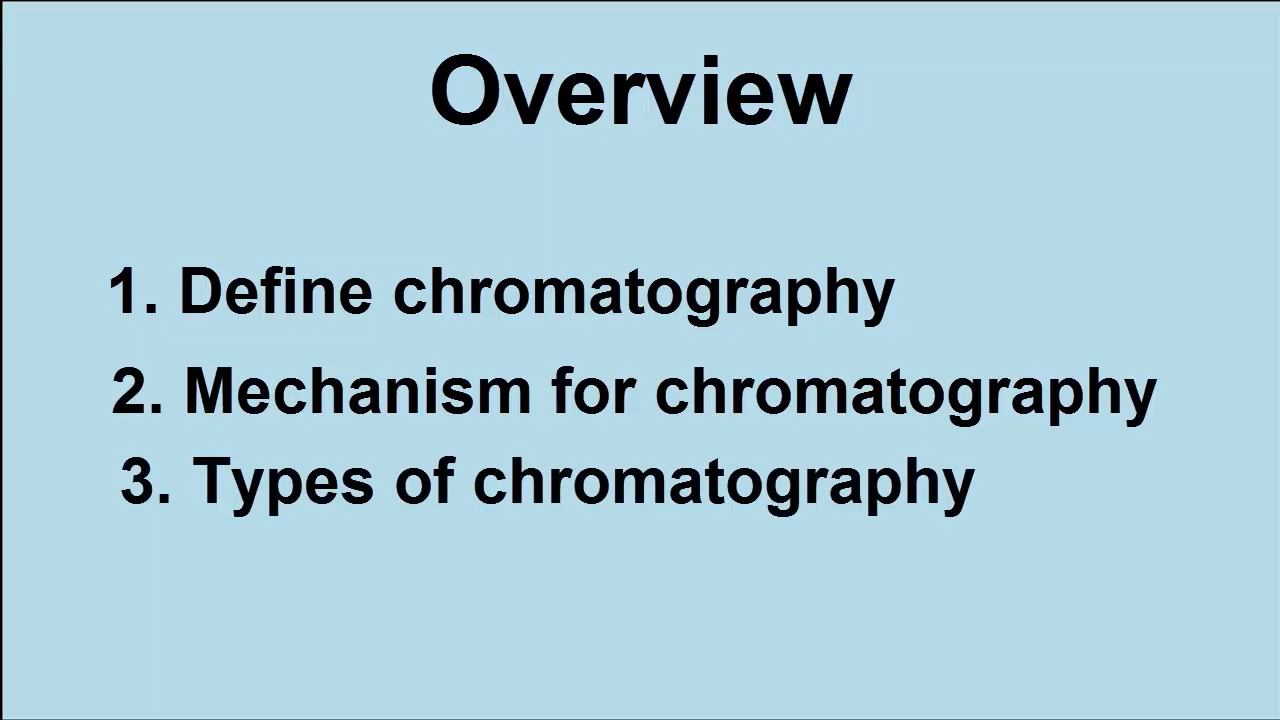 Overview
1. Define chromatography
2. Mechanism for chromatography
3. Types of chromatography